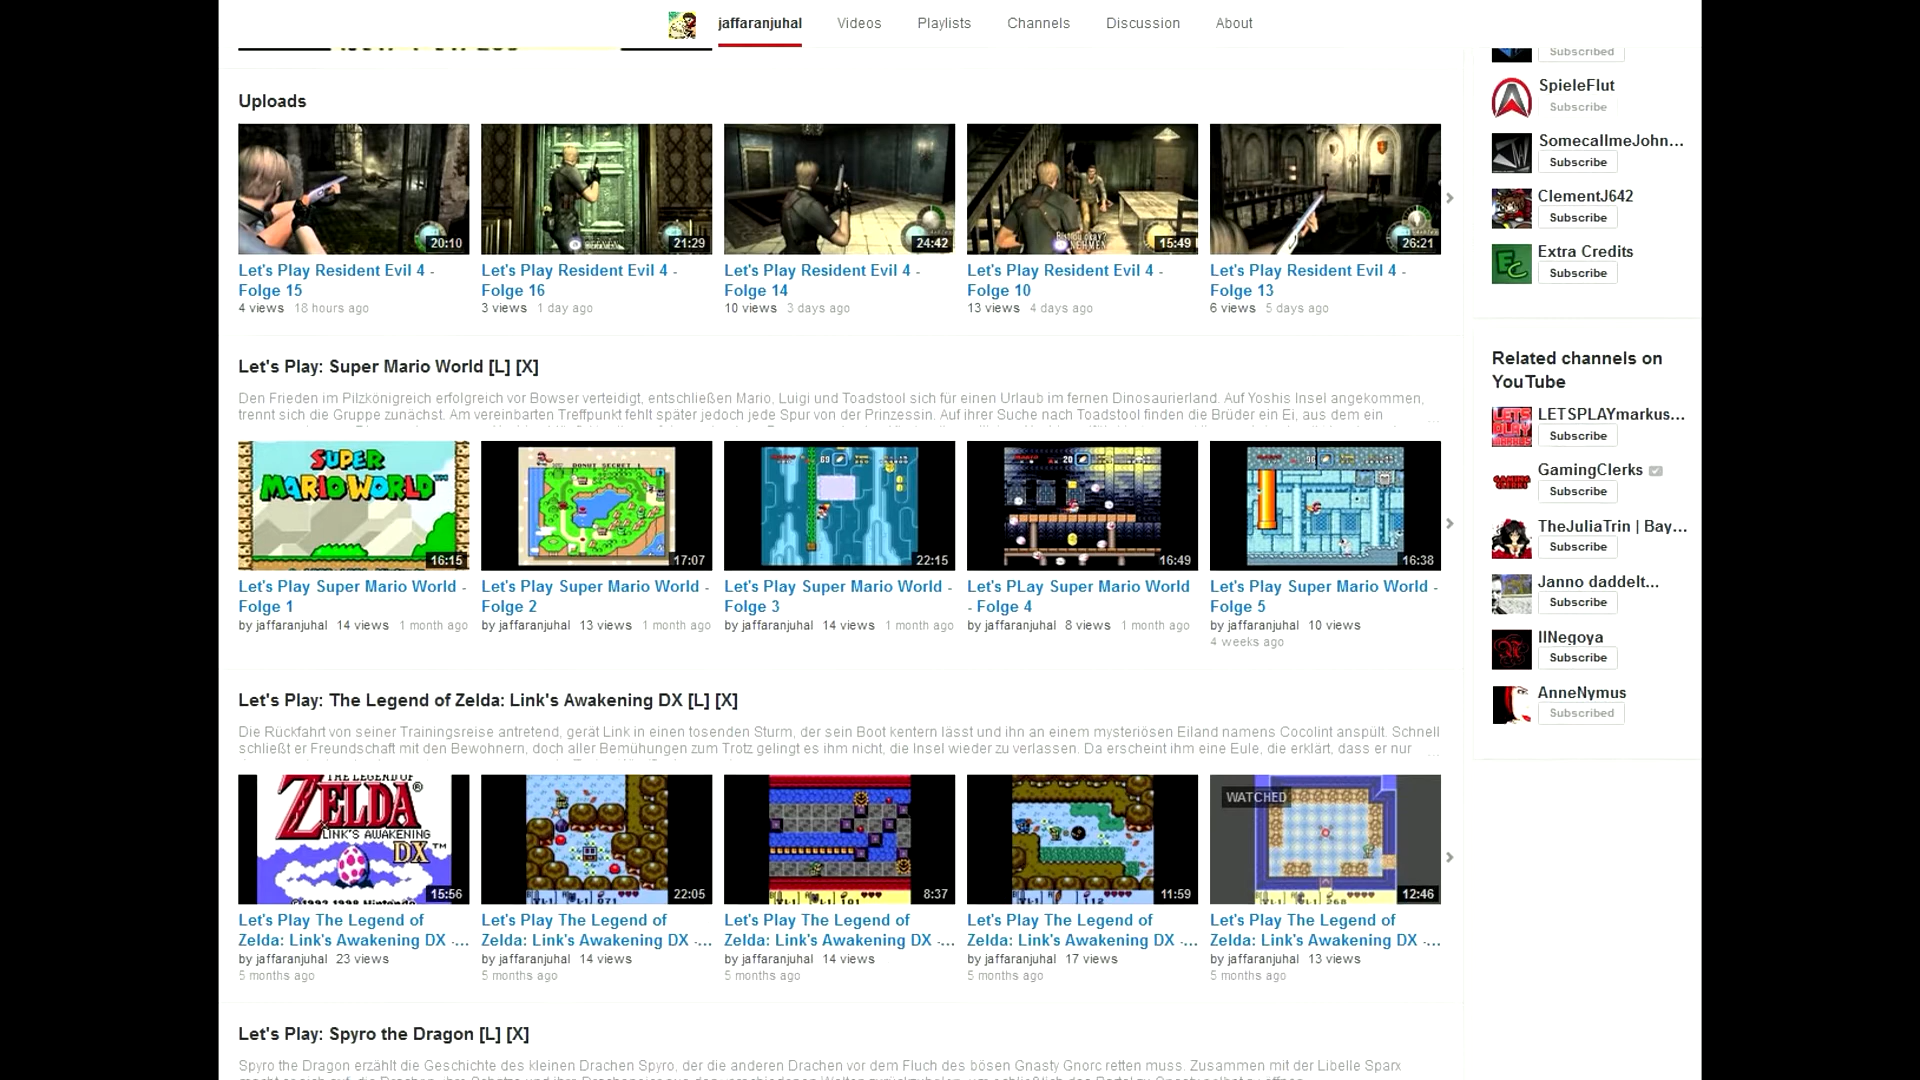 jaffaranjuhal Videos Playlists Channels Discussion About
Subscribed
Uploads
SpieleFlut
Subscribe
SomecallmeJohn...
Subscribe
ClementJ642
Subscribe
Extra Credits
Subscribe
20:10 21:29 24:42 15:49 26:21
Let's Play Resident Evil 4 - Folge 15
4 views 18 hours ago
Let's Play Resident Evil 4 - Folge 16
3 views 1 day ago
Let's Play Resident Evil 4 - Folge 14
10 views 3 days ago
Let's Play Resident Evil 4 - Folge 10
13 views 4 days ago
Let's Play Resident Evil 4 - Folge 13
6 views 5 days ago
Let's Play: Super Mario World [L] [X]
Den Frieden im Pilzkönigreich erfolgreich vor Bowser verteidigt, entschließen Mario, Luigi und Toadstool sich für einen Urlaub im fernen Dinosaurierland. Auf Yoshis Insel angekommen,
trennt sich die Gruppe zunächst. Am vereinbarten Treffpunkt fehlt später jedoch jede Spur von der Prinzessin. Auf ihrer Suche nach Toadstool finden die Brüder ein Ei, aus dem ein ...
SUPER MARIO WORLD
DONUT SECRET 1
16:15 17:07 22:15 16:49 16:38
Let's Play Super Mario World - Folge 1
by jaffaranjuhal 14 views 1 month ago
Let's Play Super Mario World - Folge 2
by jaffaranjuhal 13 views 1 month ago
Let's Play Super Mario World - Folge 3
by jaffaranjuhal 14 views 1 month ago
Let's PLay Super Mario World - Folge 4
by jaffaranjuhal 8 views 1 month ago
Let's Play Super Mario World - Folge 5
by jaffaranjuhal 10 views
4 weeks ago
Related channels on
YouTube
LETSPLAYmarkus...
Subscribe
GamingClerks
Subscribe
TheJuliaTrin | Bay...
Subscribe
Janno daddelt...
Subscribe
IINegoya
Subscribe
AnneNymus
Subscribed
Let's Play: The Legend of Zelda: Link's Awakening DX [L] [X]
Die Rückfahrt von seiner Trainingsreise antretend, gerät Link in einen tosenden Sturm, der sein Boot kentern lässt und ihn an einem mysteriösen Eiland namens Cocolint anspült. Schnell
schließt er Freundschaft mit den Bewohnern, doch aller Bemühungen zum Trotz gelingt es ihm nicht, die Insel wieder zu verlassen. Da erscheint ihm eine Eule, die erklärt, dass er nur ...
THE LEGEND OF
ZELDA
LINK'S AWAKENING
DX
WATCHED
15:56 22:05 8:37 11:59 12:46
Let's Play The Legend of
Zelda: Link's Awakening DX -...
by jaffaranjuhal 23 views
5 months ago
Let's Play The Legend of
Zelda: Link's Awakening DX -...
by jaffaranjuhal 14 views
5 months ago
Let's Play The Legend of
Zelda: Link's Awakening DX -...
by jaffaranjuhal 14 views
5 months ago
Let's Play The Legend of
Zelda: Link's Awakening DX -...
by jaffaranjuhal 17 views
5 months ago
Let's Play The Legend of
Zelda: Link's Awakening DX -...
by jaffaranjuhal 13 views
5 months ago
Let's Play: Spyro the Dragon [L] [X]
Spyro the Dragon erzählt die Geschichte des kleinen Drachen Spyro, der die anderen Drachen vor dem Fluch des bösen Gnasty Gnorc retten muss. Zusammen mit der Libelle Sparx